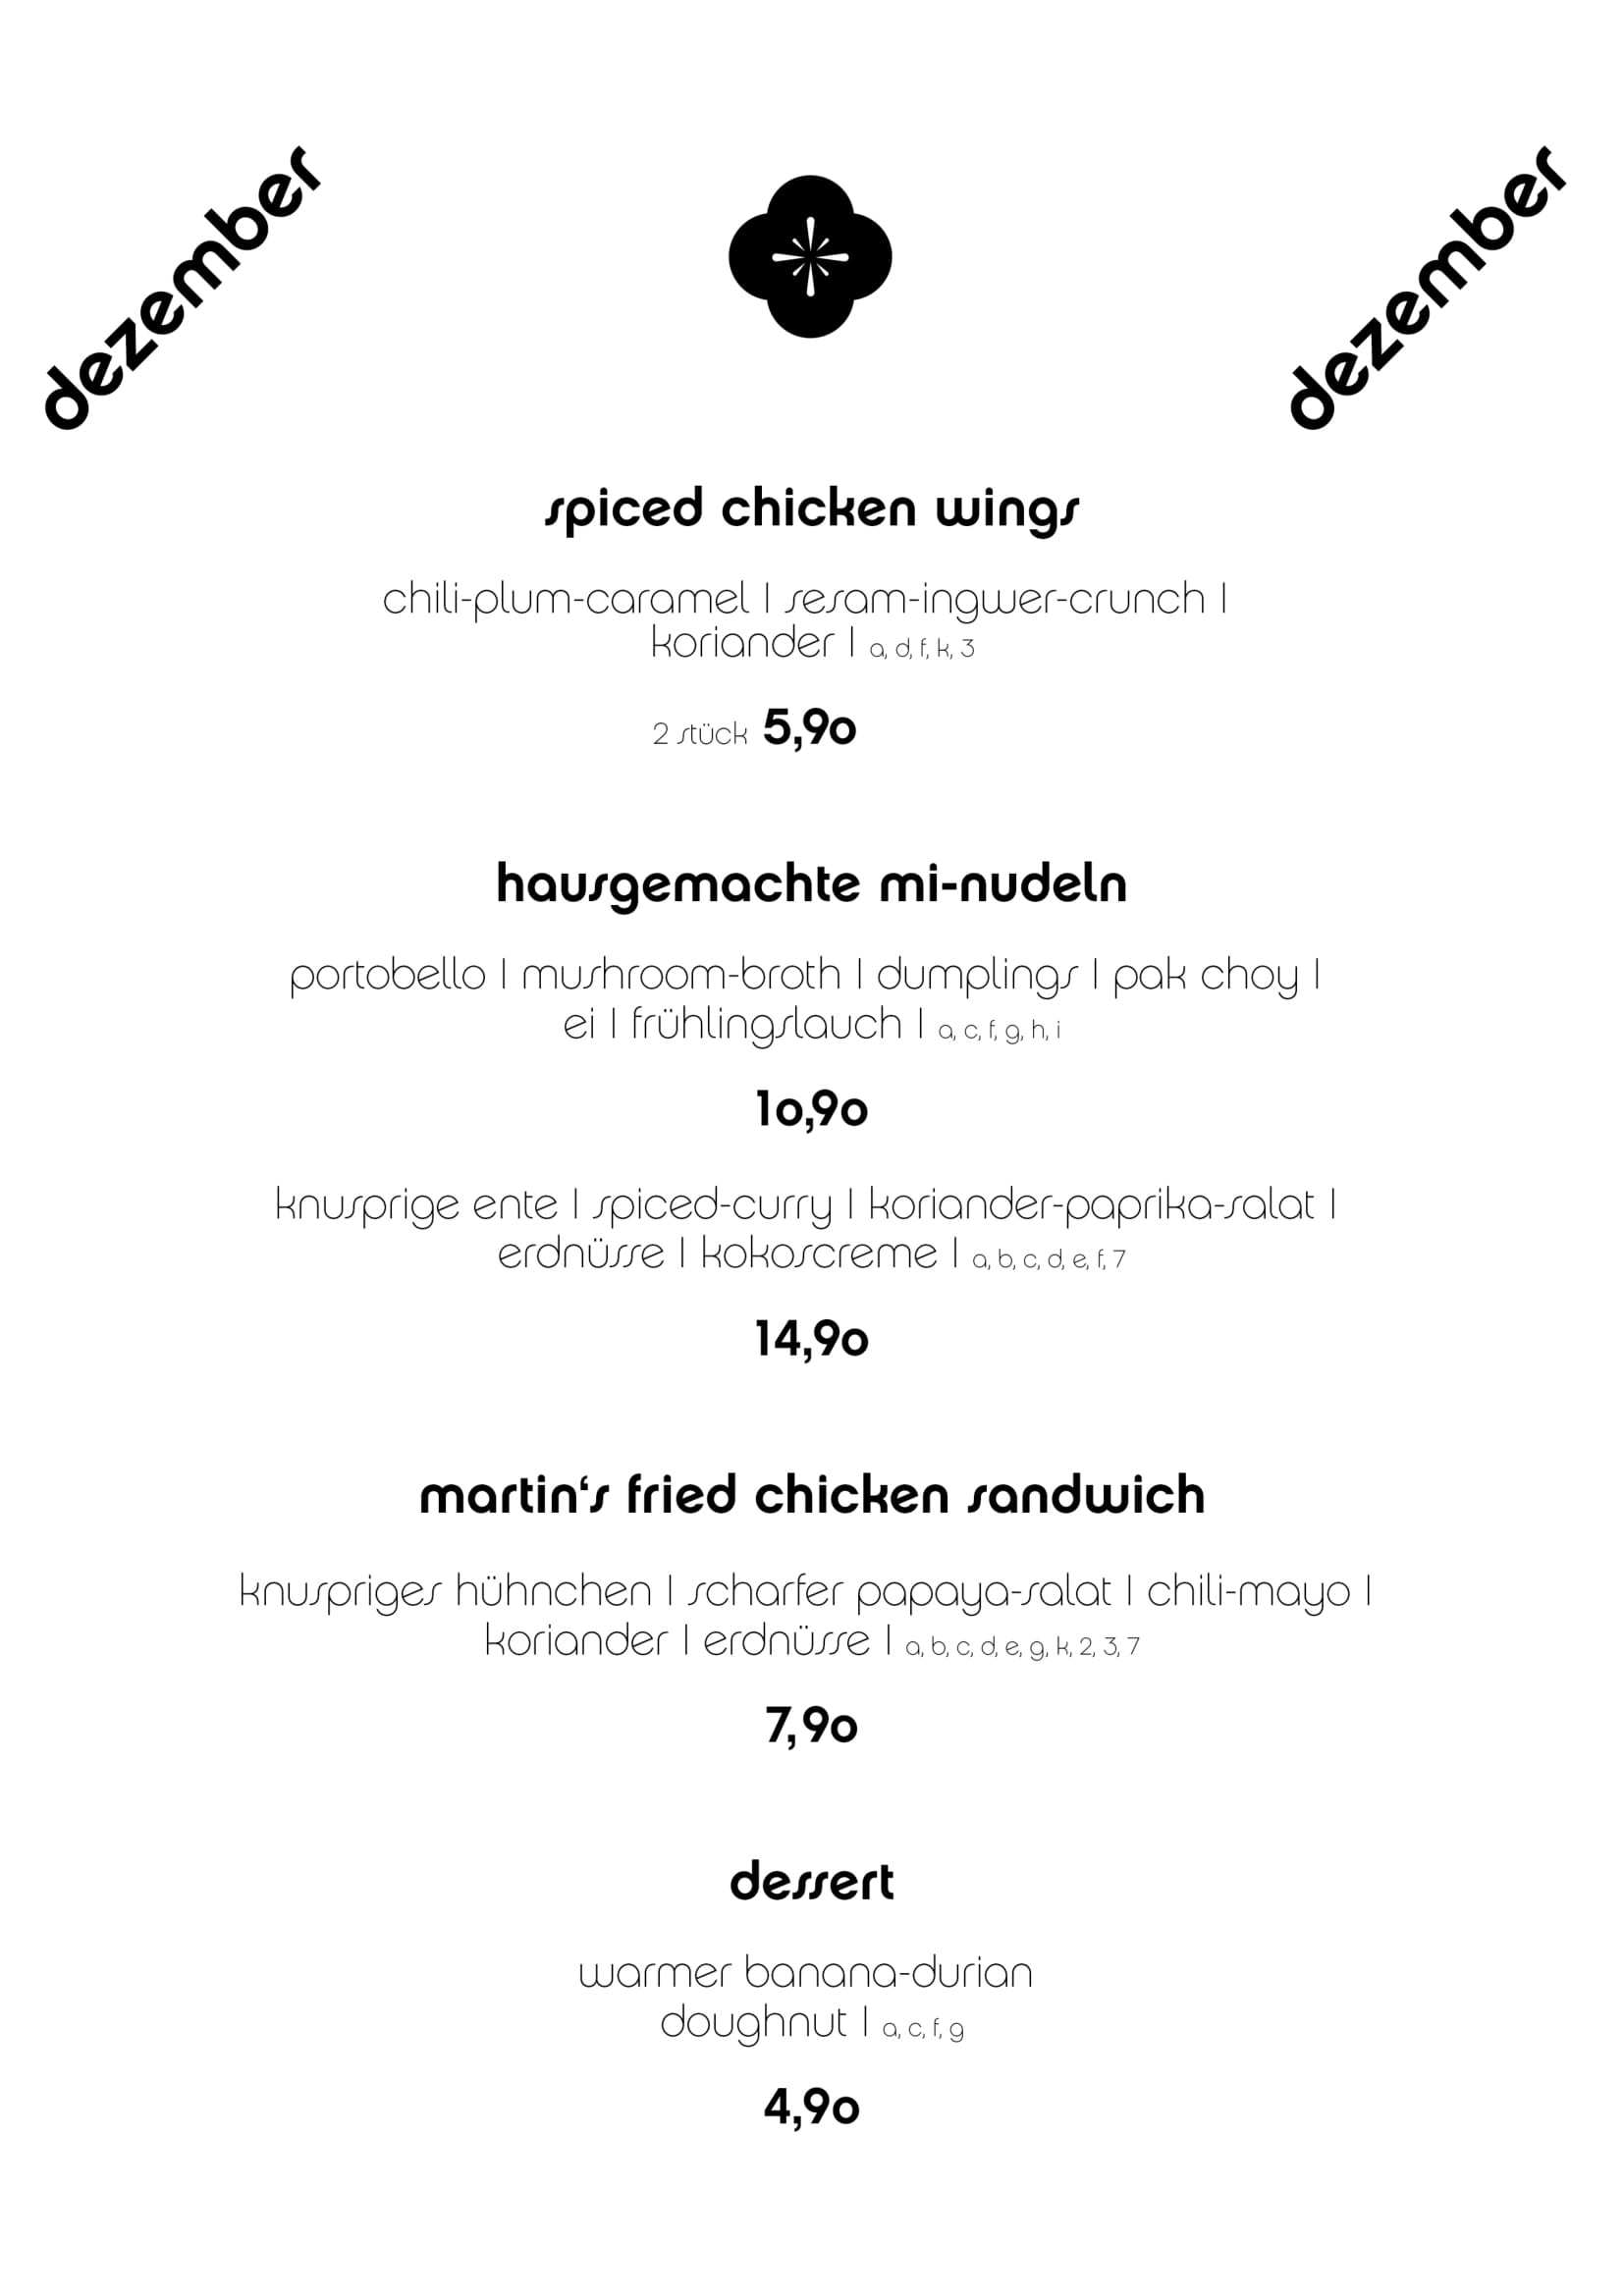 dezember
dezember
spiced chicken wings
chili-plum-caramel | sesam-ingwer-crunch |
koriander | a, d, f, k, 3
2 stück 5,90
hausgemachte mi-nudeln
portobello | mushroom-broth | dumplings | pak choy |
ei | frühlingslauch | a, c, f, g, h, i
10,90
knusprige ente | spiced-curry | koriander-paprika-salat |
erdnüsse | kokoscreme | a, b, c, d, e, f, 7
14,90
martin‘s fried chicken sandwich
knuspriges hühnchen | scharfer papaya-salat | chili-mayo |
koriander | erdnüsse | a, b, c, d, e, g, k, 2, 3, 7
7,90
dessert
warmer banana-durian
doughnut | a, c, f, g
4,90